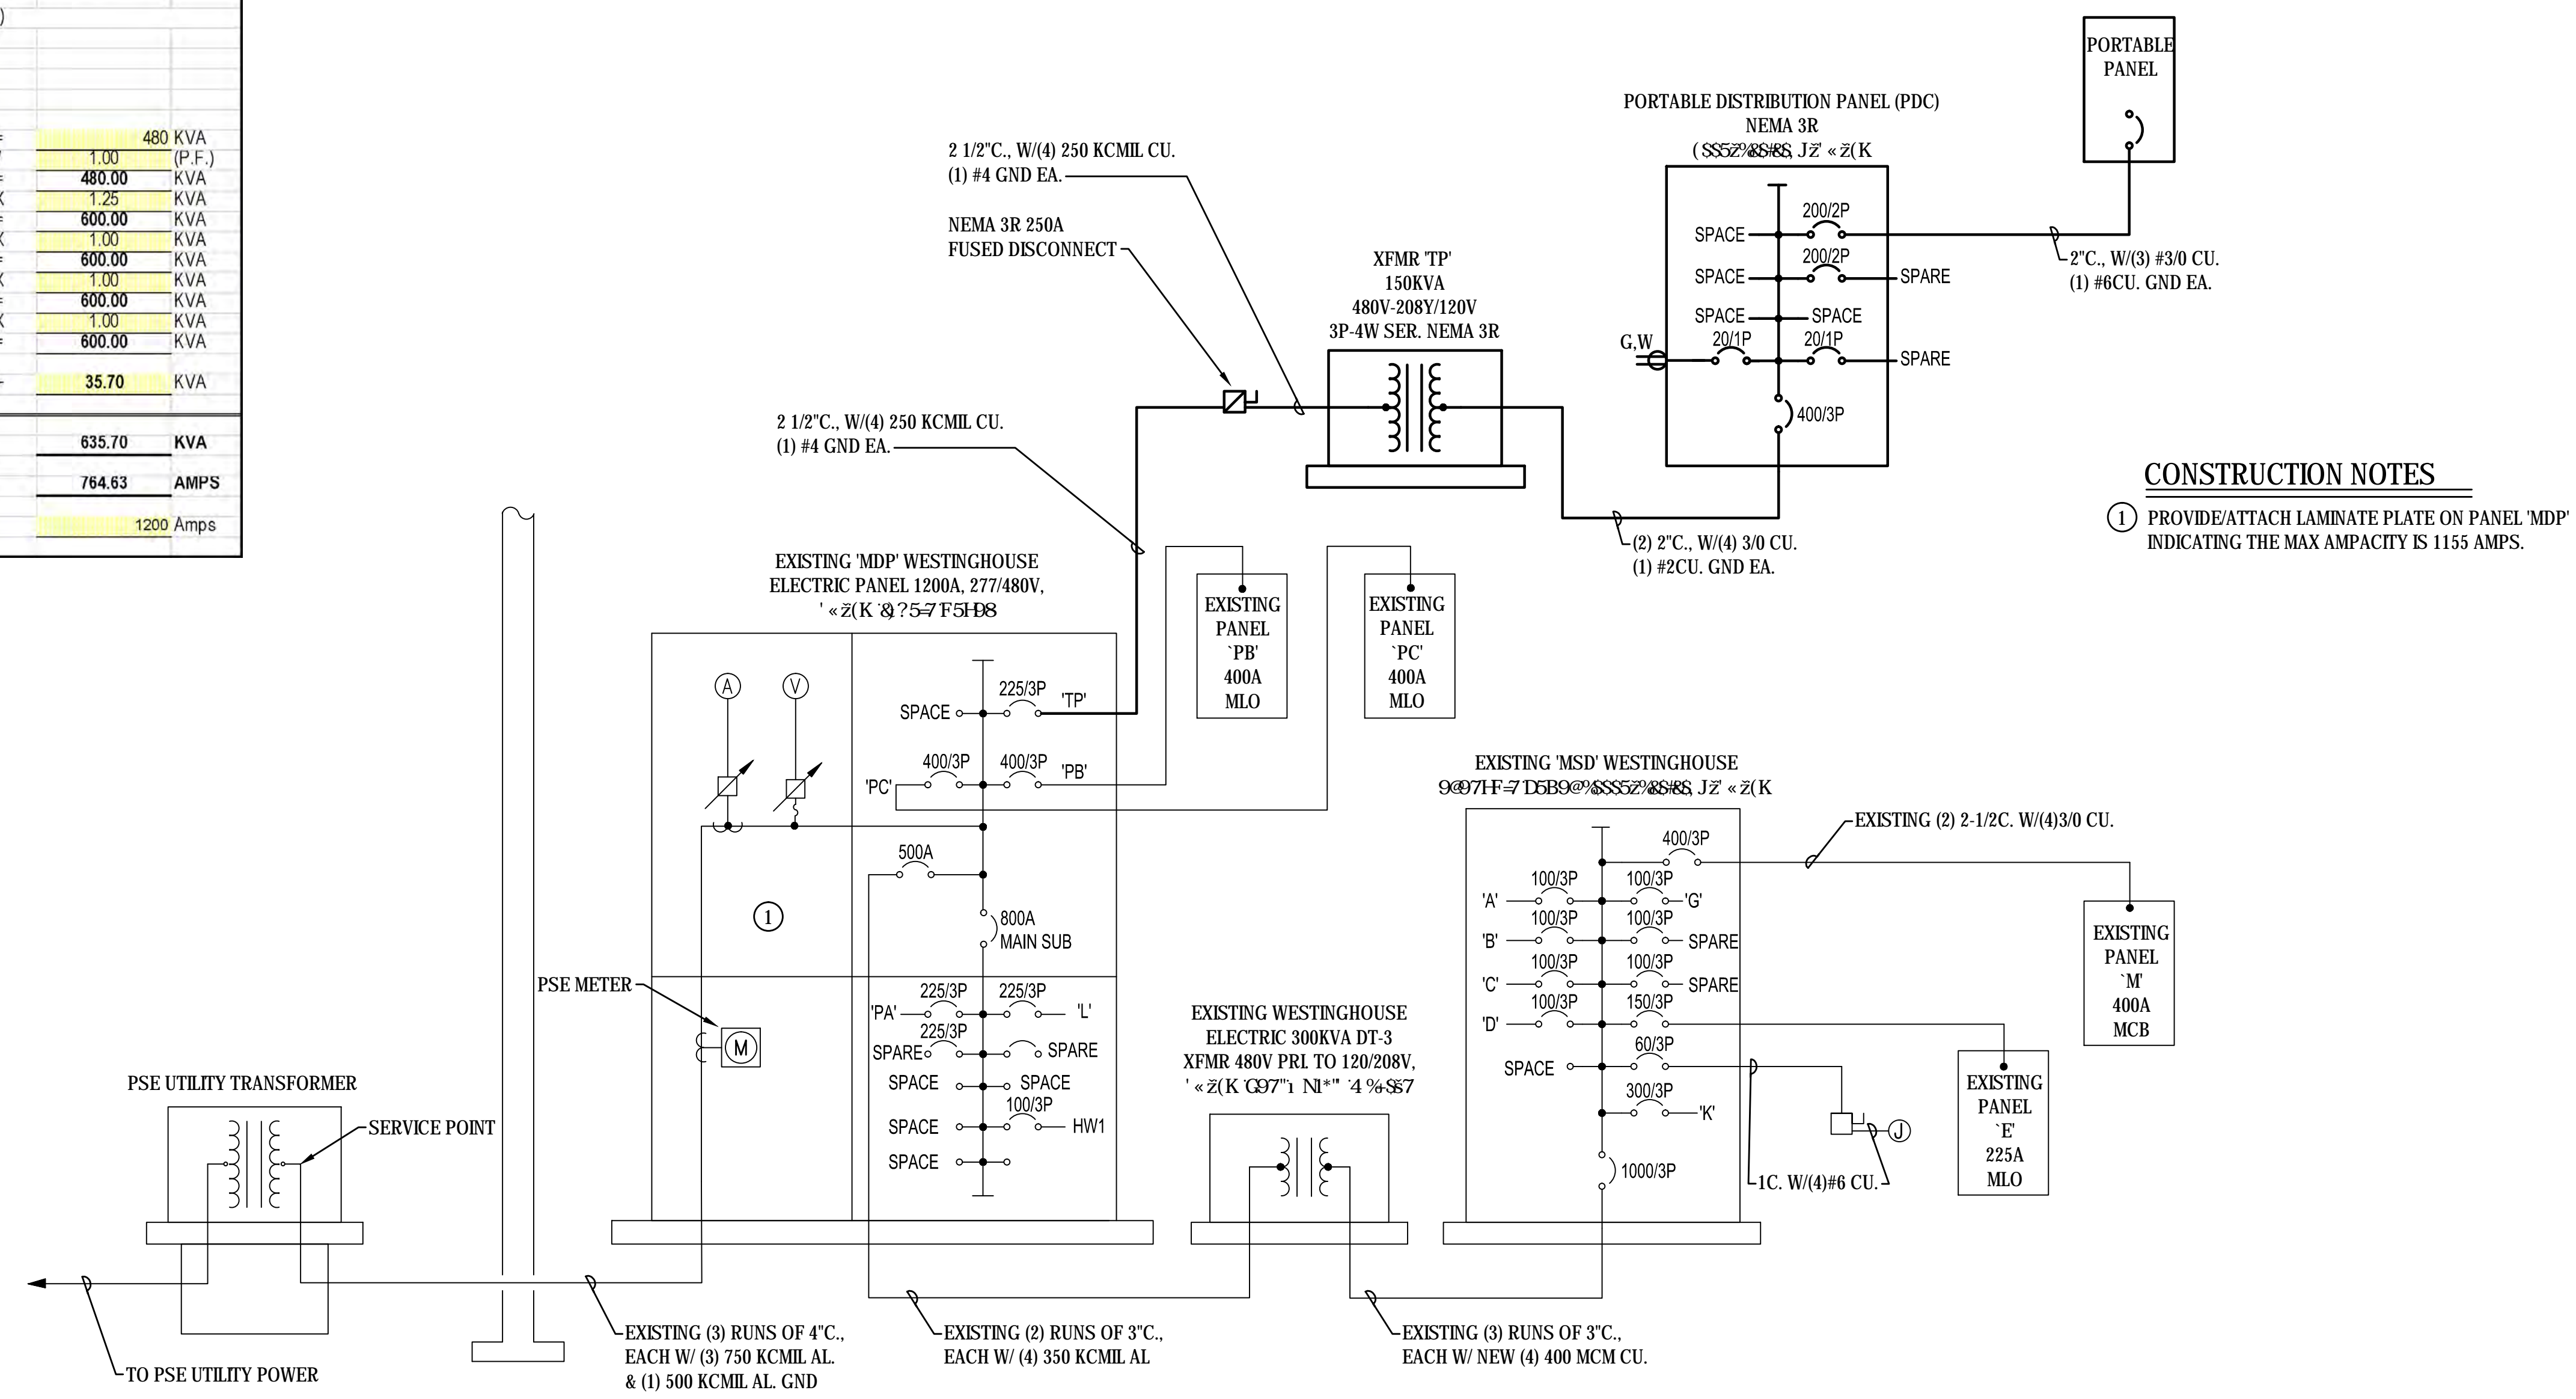 )
480 KVA
1.00 (P.F.)
480.00 KVA
1.25 KVA
600.00 KVA
1.00 KVA
600.00 KVA
1.00 KVA
600.00 KVA
1.00 KVA
600.00 KVA
35.70 KVA
635.70 KVA
764.63 AMPS
1200 Amps
2 1/2"C., W/(4) 250 KCMIL CU.
(1) #4 GND EA.
NEMA 3R 250A
FUSED DISCONNECT
2 1/2"C., W/(4) 250 KCMIL CU.
(1) #4 GND EA.
XFMR 'TP'
150KVA
480V-208Y/120V
3P-4W SER. NEMA 3R
PORTABLE DISTRIBUTION PANEL (PDC)
NEMA 3R
200/2P
SPACE
200/2P
SPACE
SPARE
SPACE
SPACE
G,W
20/1P
20/1P
SPARE
400/3P
PORTABLE
PANEL
2"C., W/(3) #3/0 CU.
(1) #6CU. GND EA.
(2) 2"C., W/(4) 3/0 CU.
(1) #2CU. GND EA.
CONSTRUCTION NOTES
1 PROVIDE/ATTACH LAMINATE PLATE ON PANEL 'MDP'
INDICATING THE MAX AMPACITY IS 1155 AMPS.
EXISTING 'MDP' WESTINGHOUSE
ELECTRIC PANEL 1200A, 277/480V,
A
V
225/3P
'TP'
SPACE
400/3P
400/3P
'PB'
'PC'
500A
1
800A
MAIN SUB
PSE METER
M
225/3P
225/3P
'PA'
'L'
225/3P
SPARE
SPARE
SPACE
SPACE
100/3P
SPACE
HW1
SPACE
EXISTING
PANEL
`PB'
400A
MLO
EXISTING
PANEL
`PC'
400A
MLO
EXISTING 'MSD' WESTINGHOUSE
400/3P
100/3P
100/3P
'A'
'G'
100/3P
100/3P
'B'
SPARE
100/3P
100/3P
'C'
SPARE
100/3P
150/3P
'D'
60/3P
SPACE
300/3P
'K'
1000/3P
EXISTING (2) 2-1/2C. W/(4)3/0 CU.
EXISTING
PANEL
`M'
400A
MCB
EXISTING
PANEL
`E'
225A
MLO
J
1C. W/(4)#6 CU.
EXISTING WESTINGHOUSE
ELECTRIC 300KVA DT-3
XFMR 480V PRI. TO 120/208V,
PSE UTILITY TRANSFORMER
SERVICE POINT
TO PSE UTILITY POWER
EXISTING (3) RUNS OF 4"C.,
EACH W/ (3) 750 KCMIL AL.
& (1) 500 KCMIL AL. GND
EXISTING (2) RUNS OF 3"C.,
EACH W/ (4) 350 KCMIL AL
EXISTING (3) RUNS OF 3"C.,
EACH W/ NEW (4) 400 MCM CU.